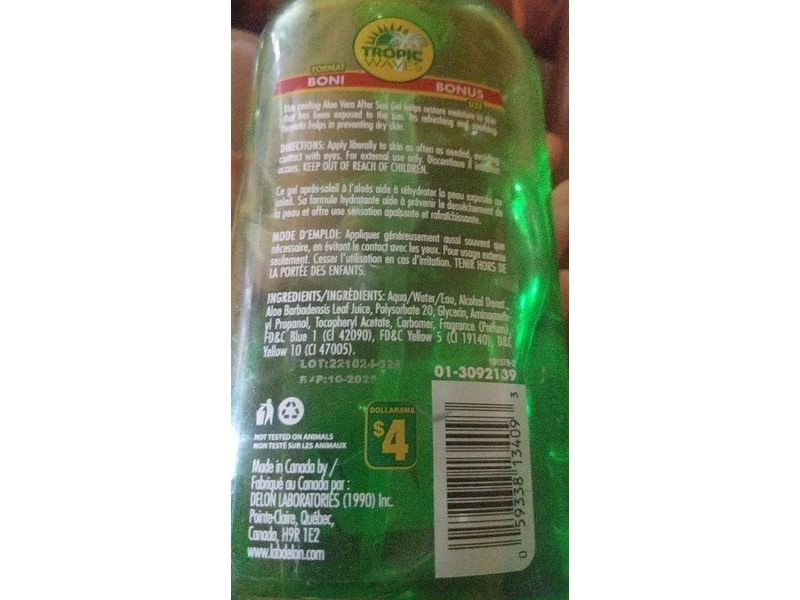 TROPIC
WAVES
FORMAT
BONI
BONUS
SIZE
This cooling Aloe Vera After Sun Gel helps restore moisture to skin
that has been exposed to the sun. Its refreshing and soothing
formula helps in preventing dry skin.
DIRECTIONS: Apply liberally to skin as often as needed, avoiding
contact with eyes. For external use only. Discontinue if irritation
occurs. KEEP OUT OF REACH OF CHILDREN.
Ce gel après-soleil à l'aloès aide à réhydrater la peau exposée au
soleil. Sa formule hydratante aide à prévenir le dessèchement de
la peau et offre une sensation apaisante et rafraîchissante.
MODE D'EMPLOI: Appliquer généreusement aussi souvent que
nécessaire, en évitant le contact avec les yeux. Pour usage externe
seulement. Cesser l'utilisation en cas d'irritation. TENIR HORS DE
LA PORTÉE DES ENFANTS.
INGREDIENTS/INGRÉDIENTS: Aqua/Water/Eau, Alcohol Denat.,
Aloe Barbadensis Leaf Juice, Polysorbate 20, Glycerin, Aminometh
yl Propanol, Tocopheryl Acetate, Carbomer, Fragrance (Parfum),
FD&C Blue 1 (CI 42090), FD&C Yellow 5 (CI 19140), D&C
Yellow 10 (CI 47005).
LOT:221024-
EXP:10-2025
01-3092139
DOLLARAMA
$4
NOT TESTED ON ANIMALS
NON TESTÉ SUR LES ANIMAUX
Made in Canada by /
Fabriqué au Canada par :
DELON LABORATORIES (1990) Inc.
Pointe-Claire, Québec,
Canada, H9R 1E2
www.labdelon.com
0 59338 13409 3